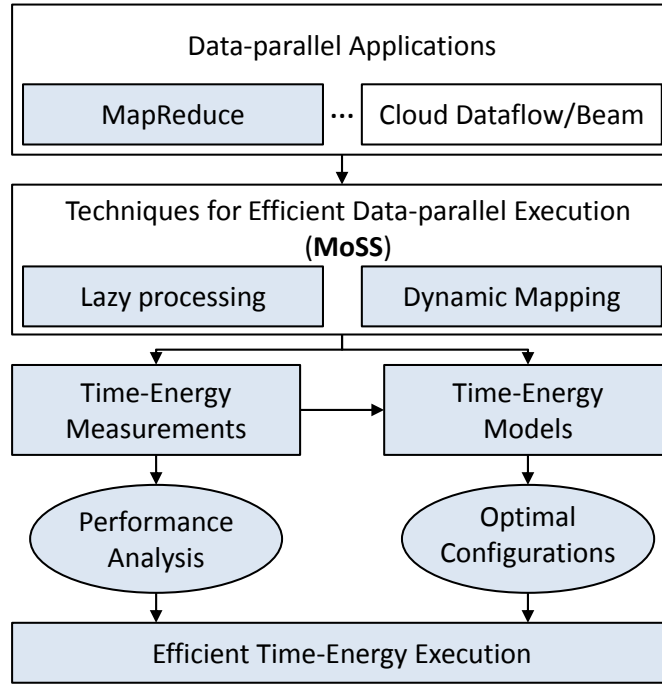 Data-parallel Applications
MapReduce ... Cloud Dataflow/Beam
Techniques for Efficient Data-parallel Execution
(MoSS)
Lazy processing Dynamic Mapping
Time-Energy
Measurements
Time-Energy
Models
Performance
Analysis
Optimal
Configurations
Efficient Time-Energy Execution